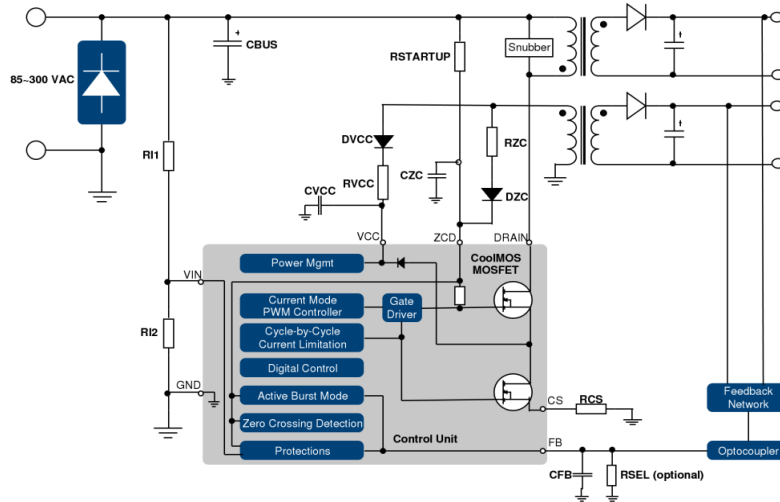 CBUS
RSTARTUP
Snubber
85~300 VAC
DVCC
RZC
RI1
RVCC
CZC
CVCC
DZC
VCC
ZCD
DRAIN
CoolMOS
MOSFET
Power Mgmt
VIN
Current Mode
PWM Controller
Gate
Driver
Cycle-by-Cycle
Current Limitation
RI2
Digital Control
GND
Active Burst Mode
CS
RCS
Feedback
Network
Zero Crossing Detection
Control Unit
FB
Protections
Optocoupler
CFB
RSEL (optional)